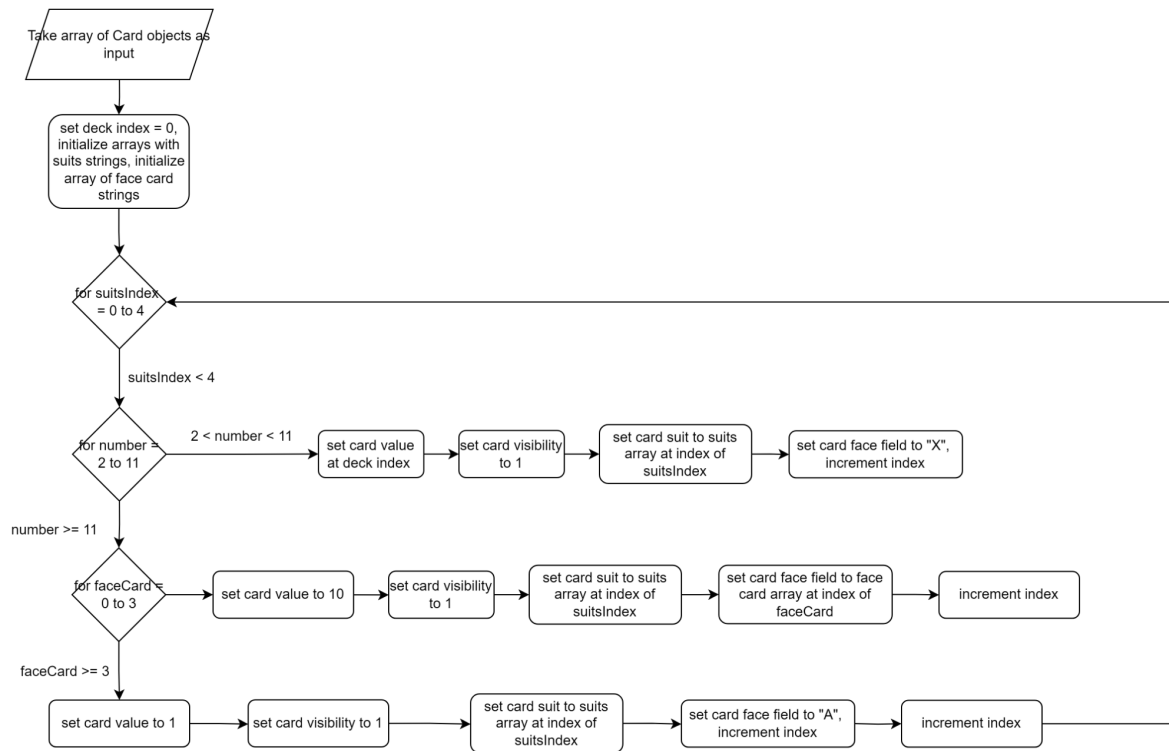 Take array of Card objects as
input
set deck index = 0,
initialize arrays with
suits strings, initialize
array of face card
strings
for suitsIndex
= 0 to 4
suitsIndex < 4
for number =
2 to 11
2 < number < 11
set card value
at deck index
set card visibility
to 1
set card suit to suits
array at index of
suitsIndex
set card face field to "X",
increment index
number >= 11
for faceCard =
0 to 3
set card value to 10
set card visibility
to 1
set card suit to suits
array at index of
suitsIndex
set card face field to face
card array at index of
faceCard
increment index
faceCard >= 3
set card value to 1
set card visibility to 1
set card suit to suits
array at index of
suitsIndex
set card face field to "A",
increment index
increment index